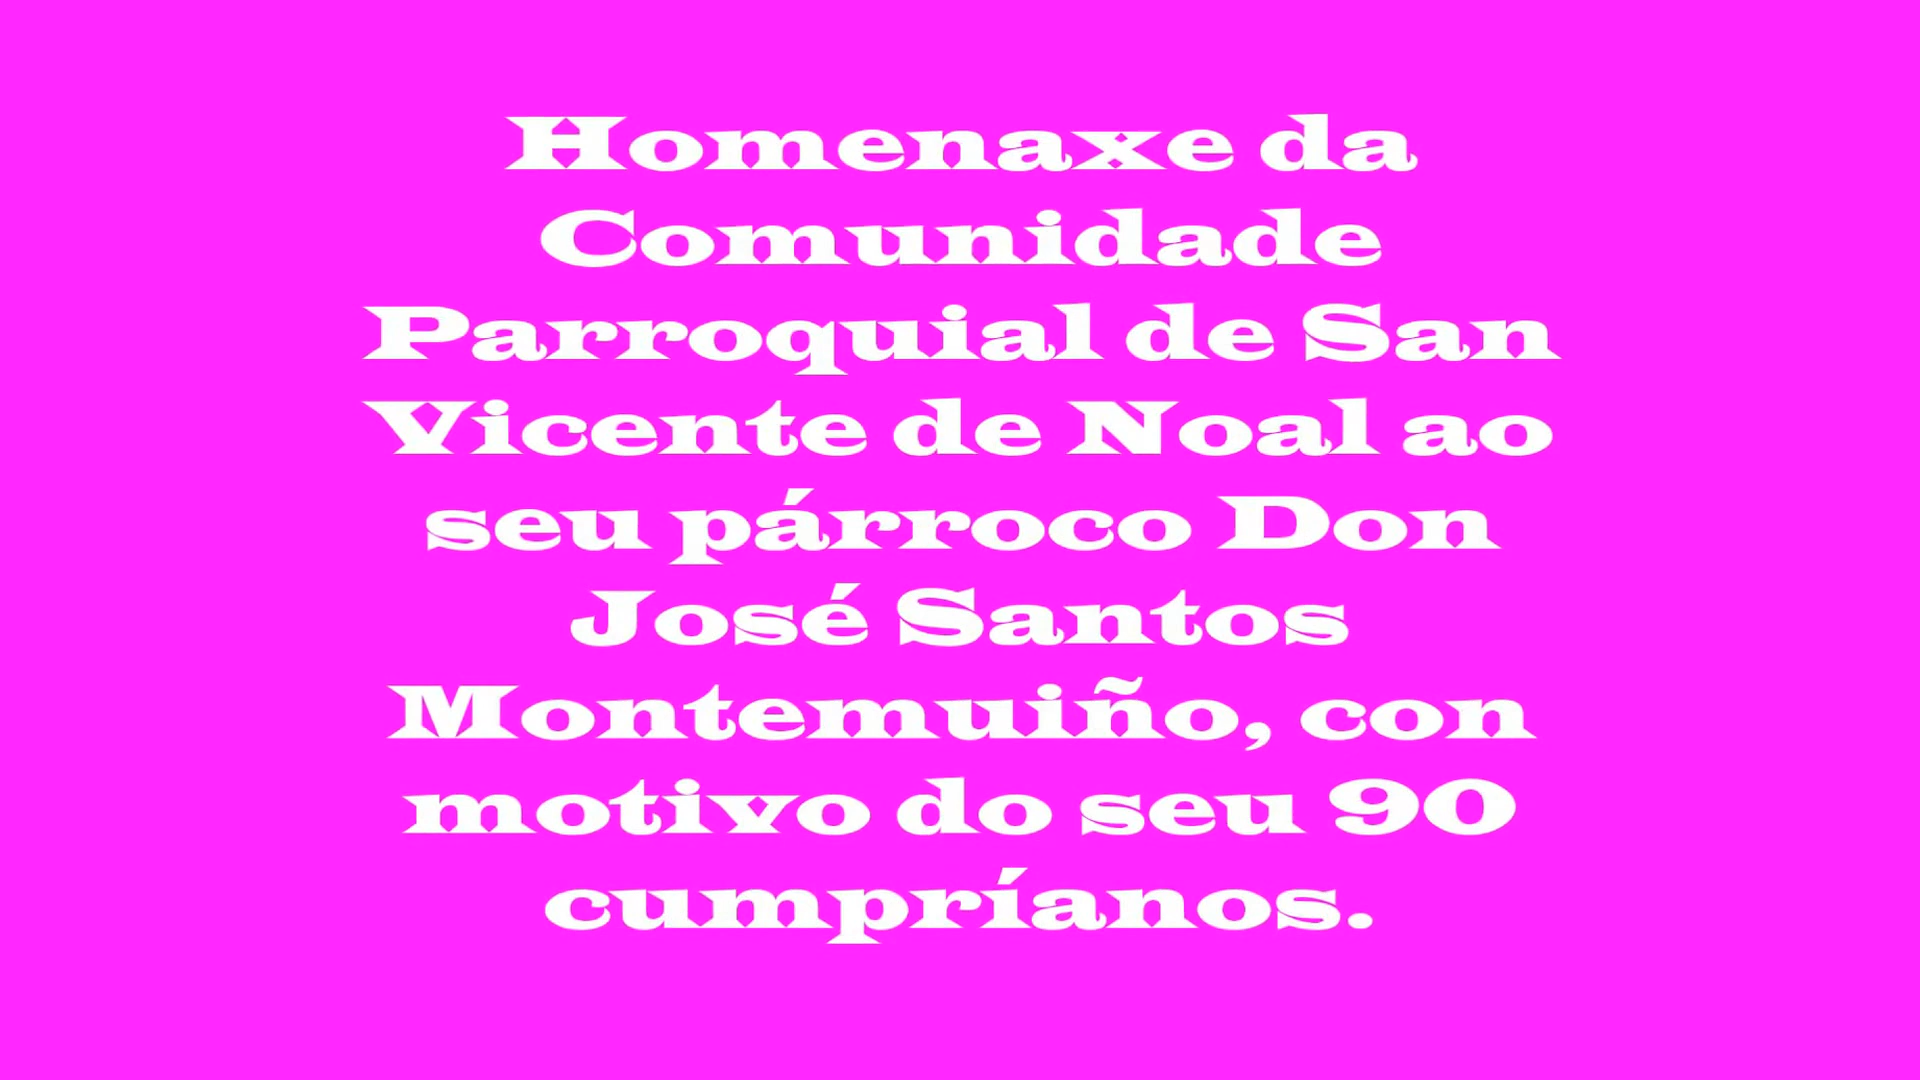 Homenaxe da
Comunidade
Parroquial de San
Vicente de Noal ao
seu párroco Don
José Santos
Montemuiño, con
motivo do seu 90
cumpríanos.